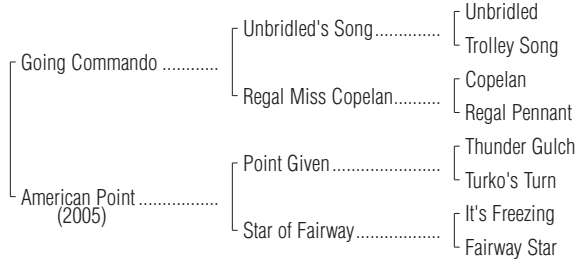 Unbridled
Unbridled's Song..............
Trolley Song
Going Commando ............
Copelan
Regal Miss Copelan..........
Regal Pennant
Thunder Gulch
Point Given.......................
Turko's Turn
American Point .................
(2005)
It's Freezing
Star of Fairway..................
Fairway Star